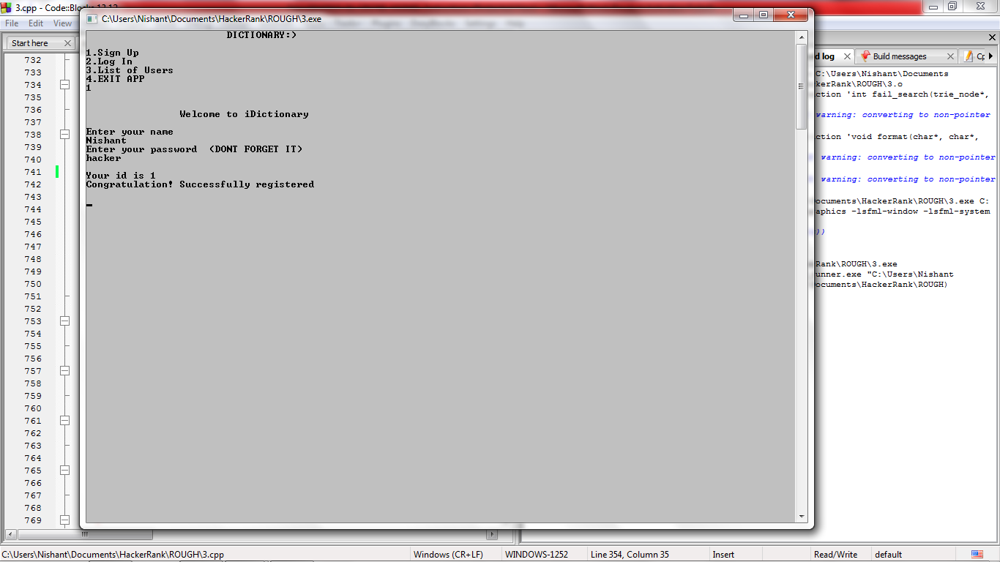 3.cpp - Code::Blocks 13.12
C:\Users\Nishant\Documents\HackerRank\ROUGH\3.exe
File Edit View
Start here
d log
Build messages
Cp
DICTIONARY:>
1.Sign Up
2.Log In
3.List of Users
4.EXIT APP
1
Welcome to iDictionary
Enter your name
Nishant
Enter your password (DONT FORGET IT)
hacker
Your id is 1
Congratulation! Successfully registered
732
733
734
735
736
737
738
739
740
741
742
743
744
745
746
747
748
749
750
751
752
753
754
755
756
757
758
759
760
761
762
763
764
765
766
767
768
769
C:\Users\Nishant\Documents
kerRank\ROUGH\3.o
ction 'int fail_search(trie_node*,
warning: converting to non-pointer
ction 'void format(char*, char*,
warning: converting to non-pointer
warning: converting to non-pointer
ocuments\HackerRank\ROUGH\3.exe C:
aphics -lsfml-window -lsfml-system
))
Rank\ROUGH\3.exe
unner.exe "C:\Users\Nishant
ocuments\HackerRank\ROUGH)
C:\Users\Nishant\Documents\HackerRank\ROUGH\3.cpp Windows (CR+LF) WINDOWS-1252 Line 354, Column 35 Insert Read/Write default